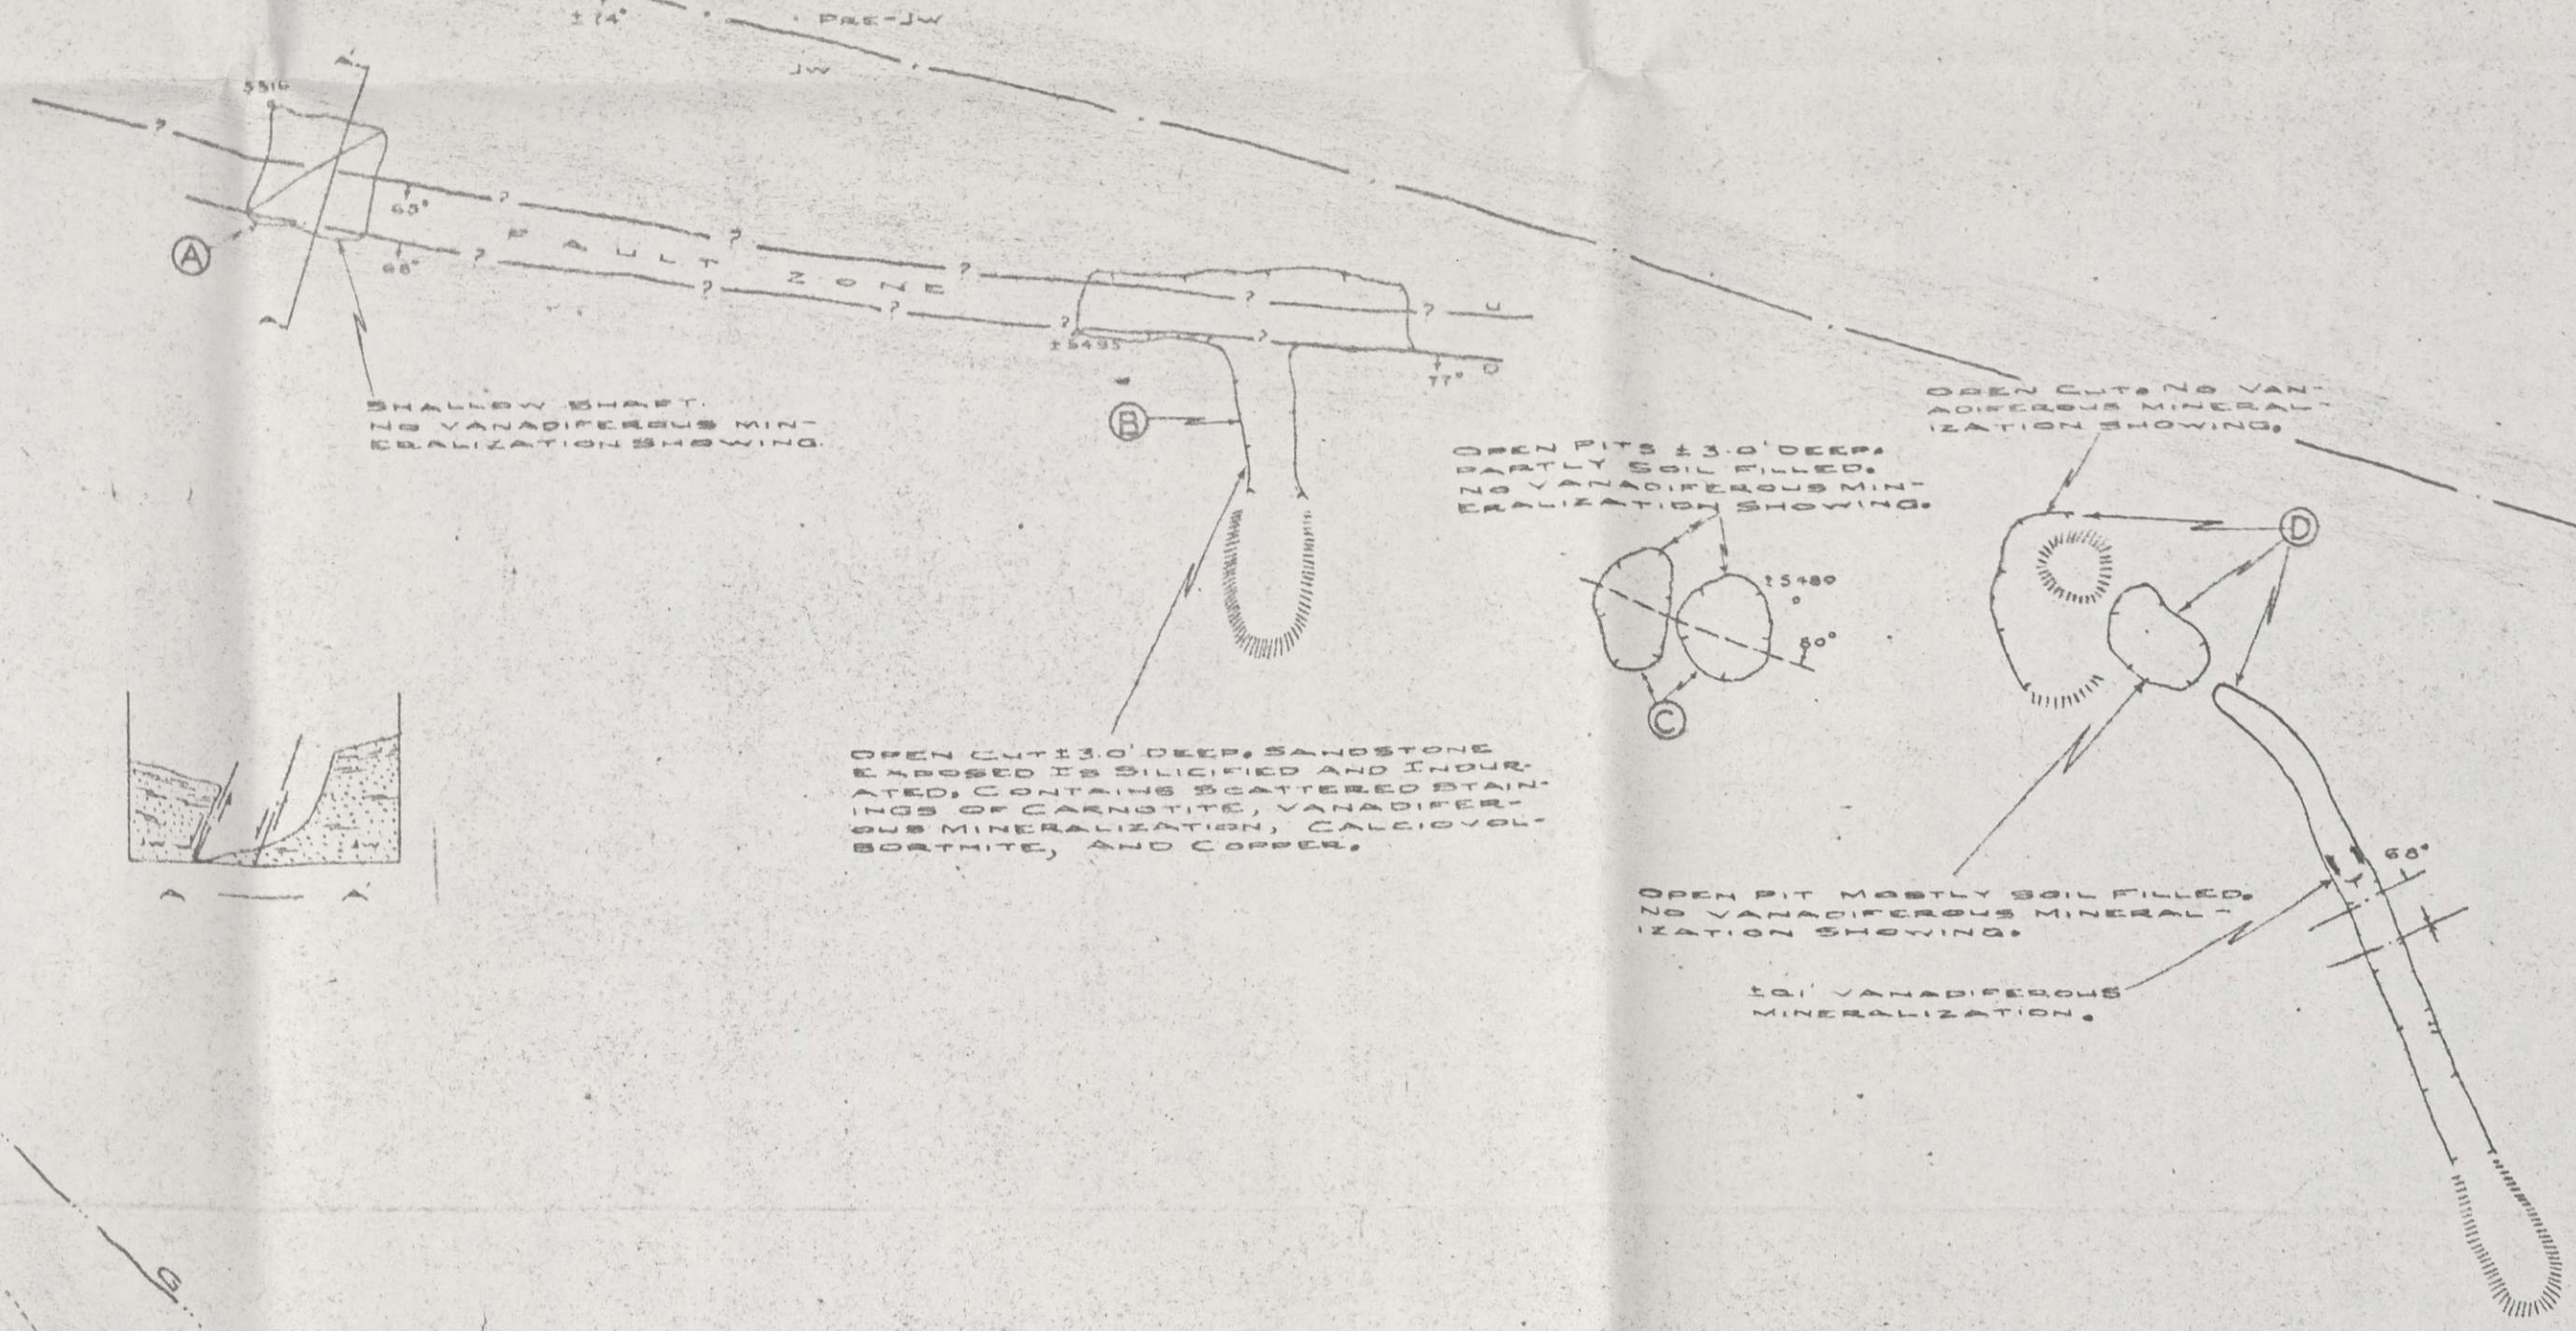 ±74°
PRE-JW
JW
A'
5510
?
65°
?
A
68°
?
FAULT ZONE
?
?
?
?
?
?
?
?
U
±5495
77° D
A
SHALLOW SHAFT.
NO VANADIFEROUS MIN-
ERALIZATION SHOWING.
B
OPEN PITS ±3.0' DEEP.
PARTLY SOIL FILLED.
NO VANADIFEROUS MIN-
ERALIZATION SHOWING.
OPEN CUT. NO VAN-
ADIFEROUS MINERAL-
IZATION SHOWING.
D
±5480
80°
C
OPEN CUT ±3.0' DEEP. SANDSTONE
EXPOSED IS SILICIFIED AND INDUR-
ATED. CONTAINS SCATTERED STAIN-
INGS OF CARNOTITE, VANADIFER-
OUS MINERALIZATION, CALCIOVOL-
BORTHITE, AND COPPER.
68°
OPEN PIT MOSTLY SOIL FILLED.
NO VANADIFEROUS MINERAL-
IZATION SHOWING.
±0.1' VANADIFEROUS
MINERALIZATION.
A — A'
G